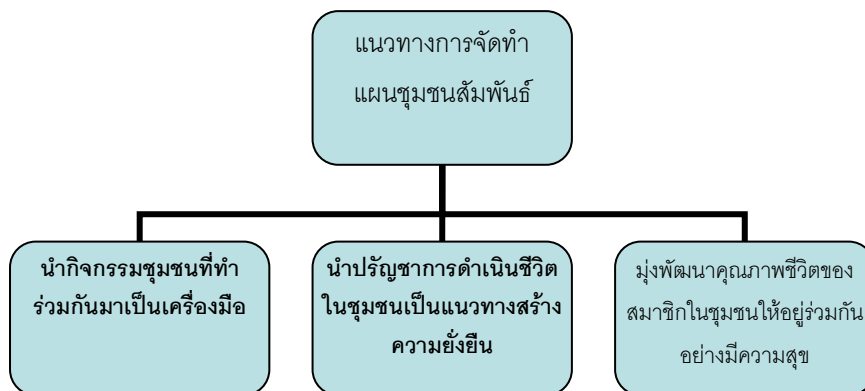 แนวทางการจัดทำ
แผนชุมชนสัมพันธ์
นำกิจกรรมชุมชนที่ทำ
ร่วมกันมาเป็นเครื่องมือ
นำปรัญชาการดำเนินชีวิต
ในชุมชนเป็นแนวทางสร้าง
ความยั่งยืน
มุ่งพัฒนาคุณภาพชีวิตของ
สมาชิกในชุมชนให้อยู่ร่วมกัน
อย่างมีความสุข